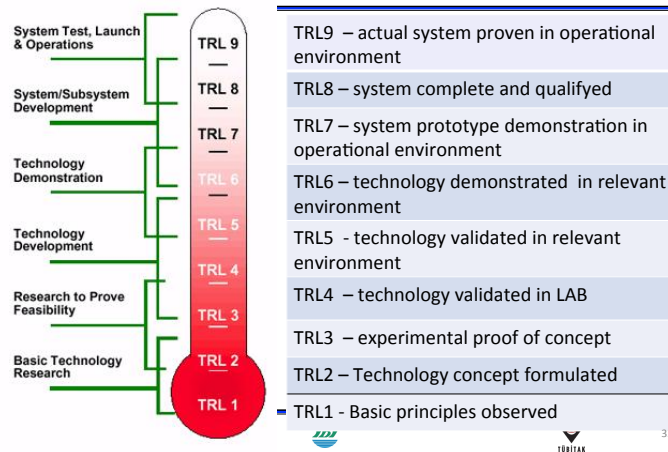 System Test, Launch
& Operations
System/Subsystem
Development
Technology
Demonstration
Technology
Development
Research to Prove
Feasibility
Basic Technology
Research
TRL 9
TRL 8
TRL 7
TRL 6
TRL 5
TRL 4
TRL 3
TRL 2
TRL 1
TRL9 – actual system proven in operational
environment
TRL8 – system complete and qualifyed
TRL7 – system prototype demonstration in
operational environment
TRL6 – technology demonstrated in relevant
environment
TRL5 - technology validated in relevant
environment
TRL4 – technology validated in LAB
TRL3 – experimental proof of concept
TRL2 – Technology concept formulated
TRL1 - Basic principles observed
TÜBİTAK
3